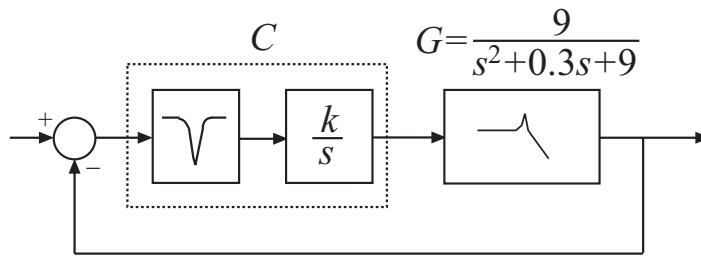 C
G = 9 / (s² + 0.3s + 9)
+
−
k / s